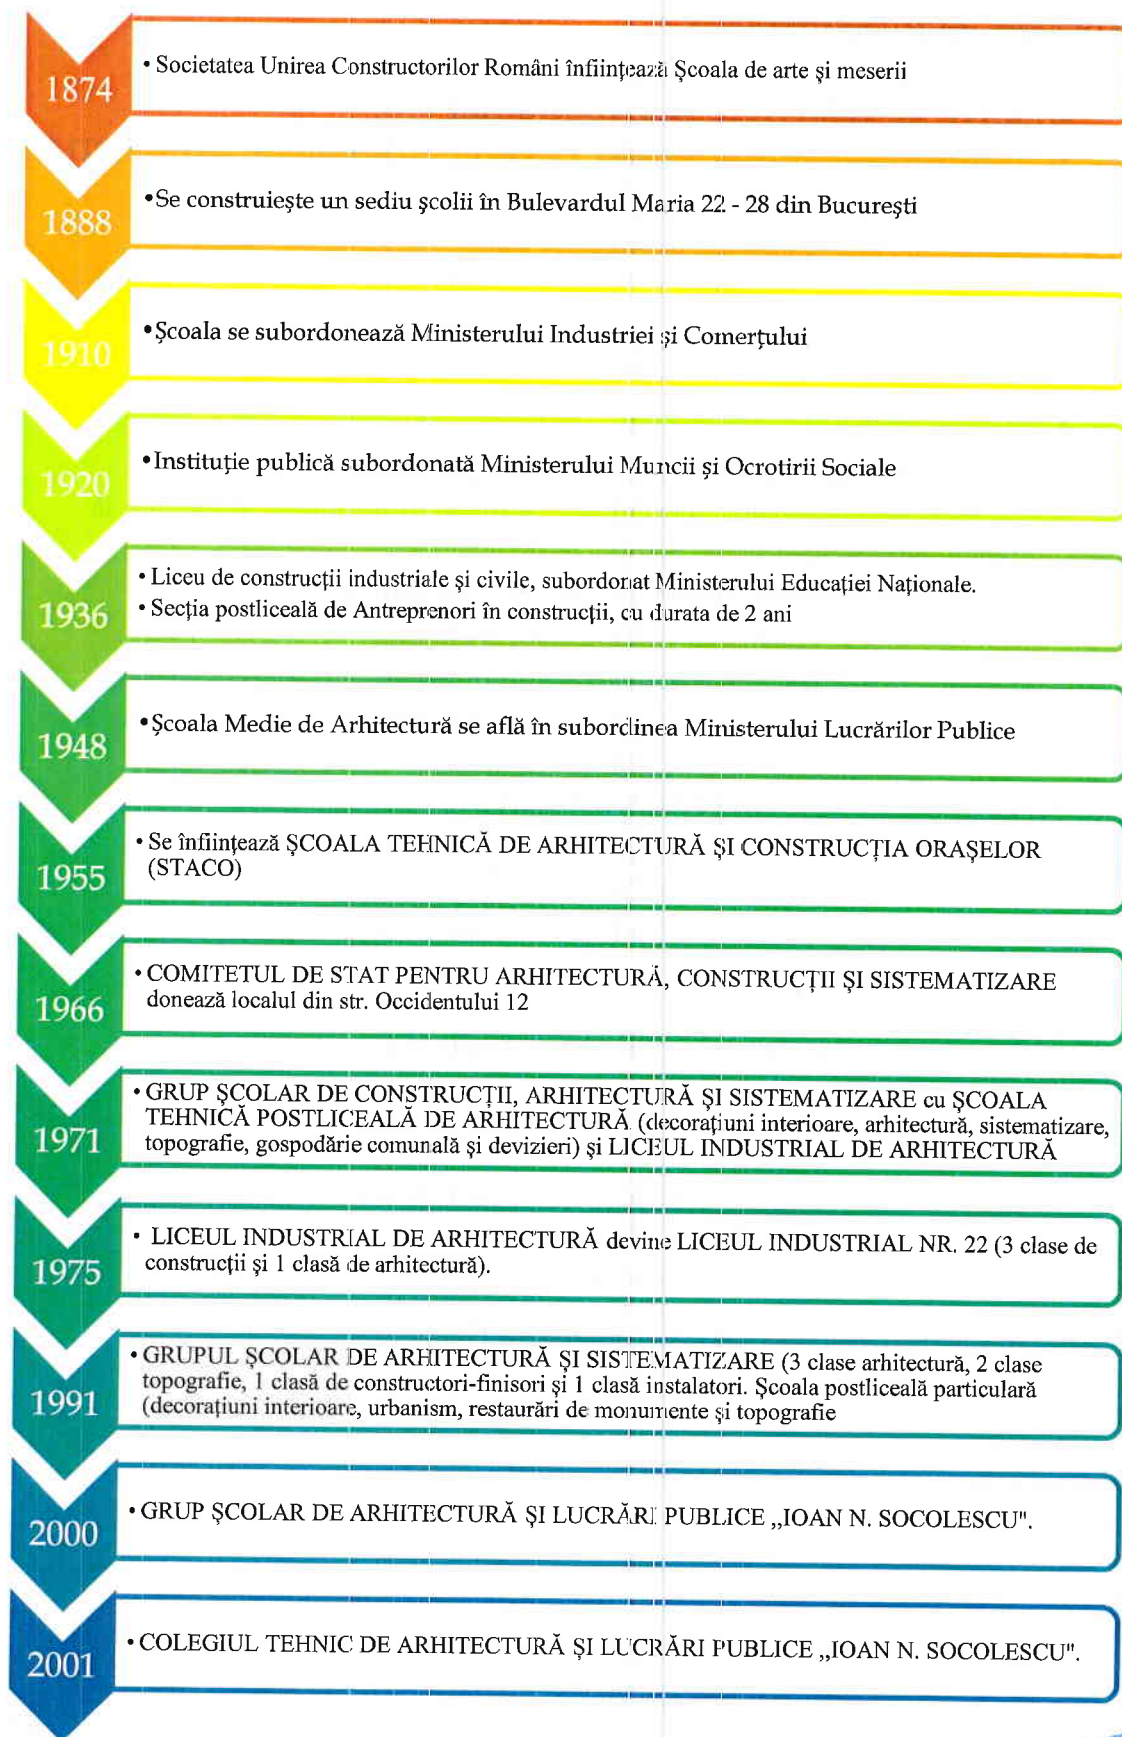 1874
• Societatea Unirea Constructorilor Români înființează Școala de arte și meserii
1888
• Se construiește un sediu școlii în Bulevardul Maria 22 - 28 din București
1910
• Școala se subordonează Ministerului Industriei și Comerțului
1920
• Instituție publică subordonată Ministerului Muncii și Ocrotirii Sociale
1936
• Liceu de construcții industriale și civile, subordonat Ministerului Educației Naționale.
• Secția postliceală de Antreprenori în construcții, cu durata de 2 ani
1948
• Școala Medie de Arhitectură se află în subordinea Ministerului Lucrărilor Publice
1955
• Se înființează ȘCOALA TEHNICĂ DE ARHITECTURĂ ȘI CONSTRUCȚIA ORAȘELOR
(STACO)
1966
• COMITETUL DE STAT PENTRU ARHITECTURĂ, CONSTRUCȚII ȘI SISTEMATIZARE
donează localul din str. Occidentului 12
1971
• GRUP ȘCOLAR DE CONSTRUCȚII, ARHITECTURĂ ȘI SISTEMATIZARE cu ȘCOALA
TEHNICĂ POSTLICEALĂ DE ARHITECTURĂ (decorațiuni interioare, arhitectură, sistematizare,
topografie, gospodărie comunală și devizieri) și LICEUL INDUSTRIAL DE ARHITECTURĂ
1975
• LICEUL INDUSTRIAL DE ARHITECTURĂ devine LICEUL INDUSTRIAL NR. 22 (3 clase de
construcții și 1 clasă de arhitectură).
1991
• GRUPUL ȘCOLAR DE ARHITECTURĂ ȘI SISTEMATIZARE (3 clase arhitectură, 2 clase
topografie, 1 clasă de constructori-finisori și 1 clasă instalatori. Școala postliceală particulară
(decorațiuni interioare, urbanism, restaurări de monumente și topografie
2000
• GRUP ȘCOLAR DE ARHITECTURĂ ȘI LUCRĂRI PUBLICE „IOAN N. SOCOLESCU".
2001
• COLEGIUL TEHNIC DE ARHITECTURĂ ȘI LUCRĂRI PUBLICE „IOAN N. SOCOLESCU".